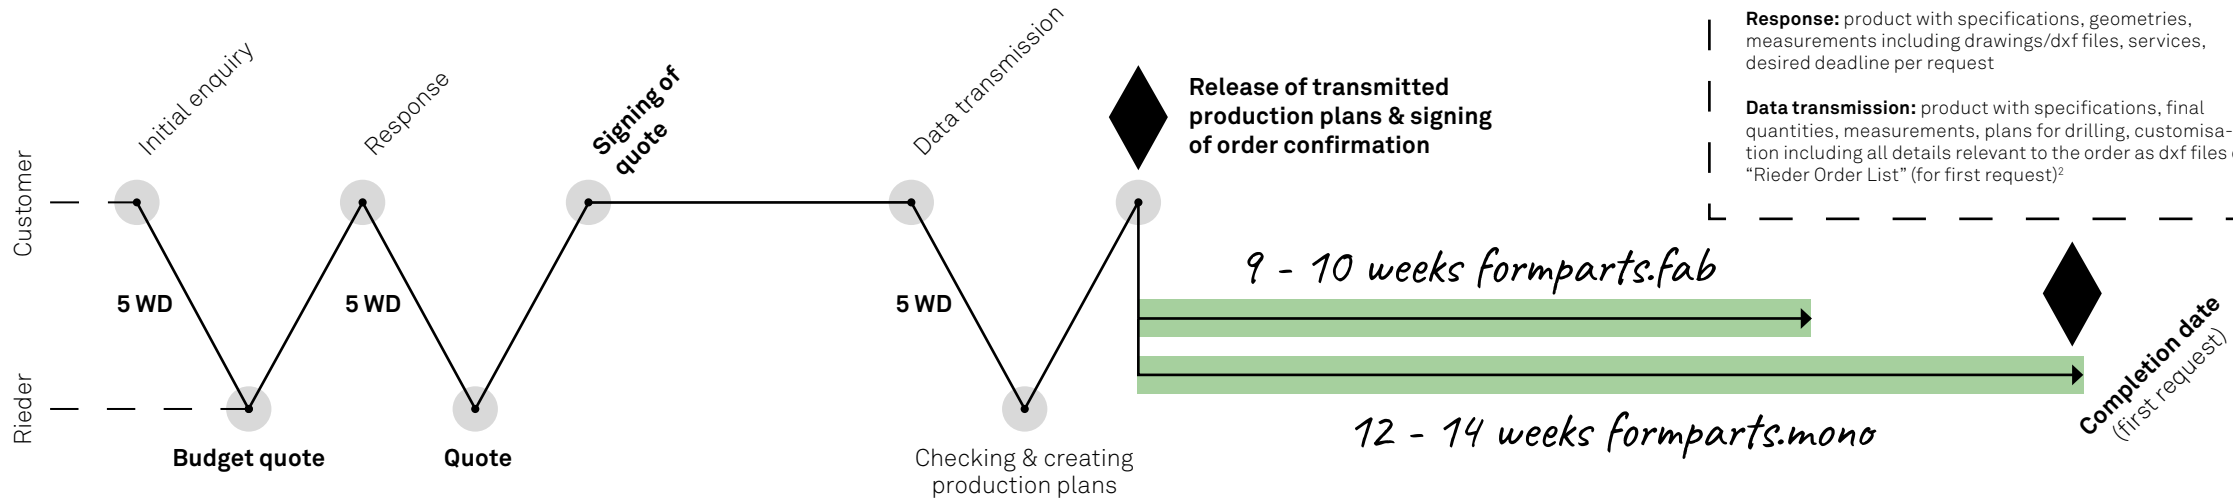 Initial enquiry
Response
Signing of
quote
Data transmission
Release of transmitted
production plans & signing
of order confirmation
Response: product with specifications, geometries,
measurements including drawings/dxf files, services,
desired deadline per request
Data transmission: product with specifications, final
quantities, measurements, plans for drilling, customisa-
tion including all details relevant to the order as dxf files
“Rieder Order List” (for first request)²
Customer
5 WD
5 WD
5 WD
9 - 10 weeks formparts.fab
12 - 14 weeks formparts.mono
Completion date
(first request)
Rieder
Budget quote
Quote
Checking & creating
production plans